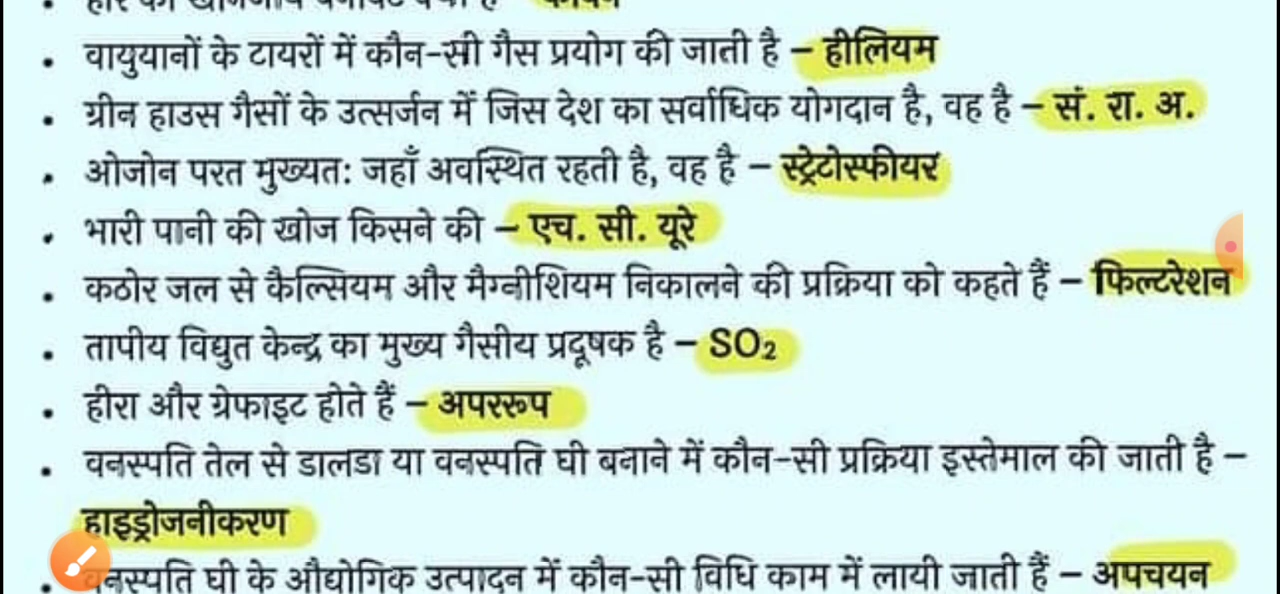 • वायुयानों के टायरों में कौन-सी गैस प्रयोग की जाती है – हीलियम
• ग्रीन हाउस गैसों के उत्सर्जन में जिस देश का सर्वाधिक योगदान है, वह है – सं. रा. अ.
• ओजोन परत मुख्यत: जहाँ अवस्थित रहती है, वह है – स्ट्रेटोस्फीयर
• भारी पानी की खोज किसने की – एच. सी. यूरे
• कठोर जल से कैल्सियम और मैग्नीशियम निकालने की प्रक्रिया को कहते हैं – फिल्टरेशन
• तापीय विद्युत केन्द्र का मुख्य गैसीय प्रदूषक है – SO₂
• हीरा और ग्रेफाइट होते हैं – अपररूप
• वनस्पति तेल से डालडा या वनस्पति घी बनाने में कौन-सी प्रक्रिया इस्तेमाल की जाती है –
हाइड्रोजनीकरण
• वनस्पति घी के औद्योगिक उत्पादन में कौन-सी विधि काम में लायी जाती हैं – अपचयन